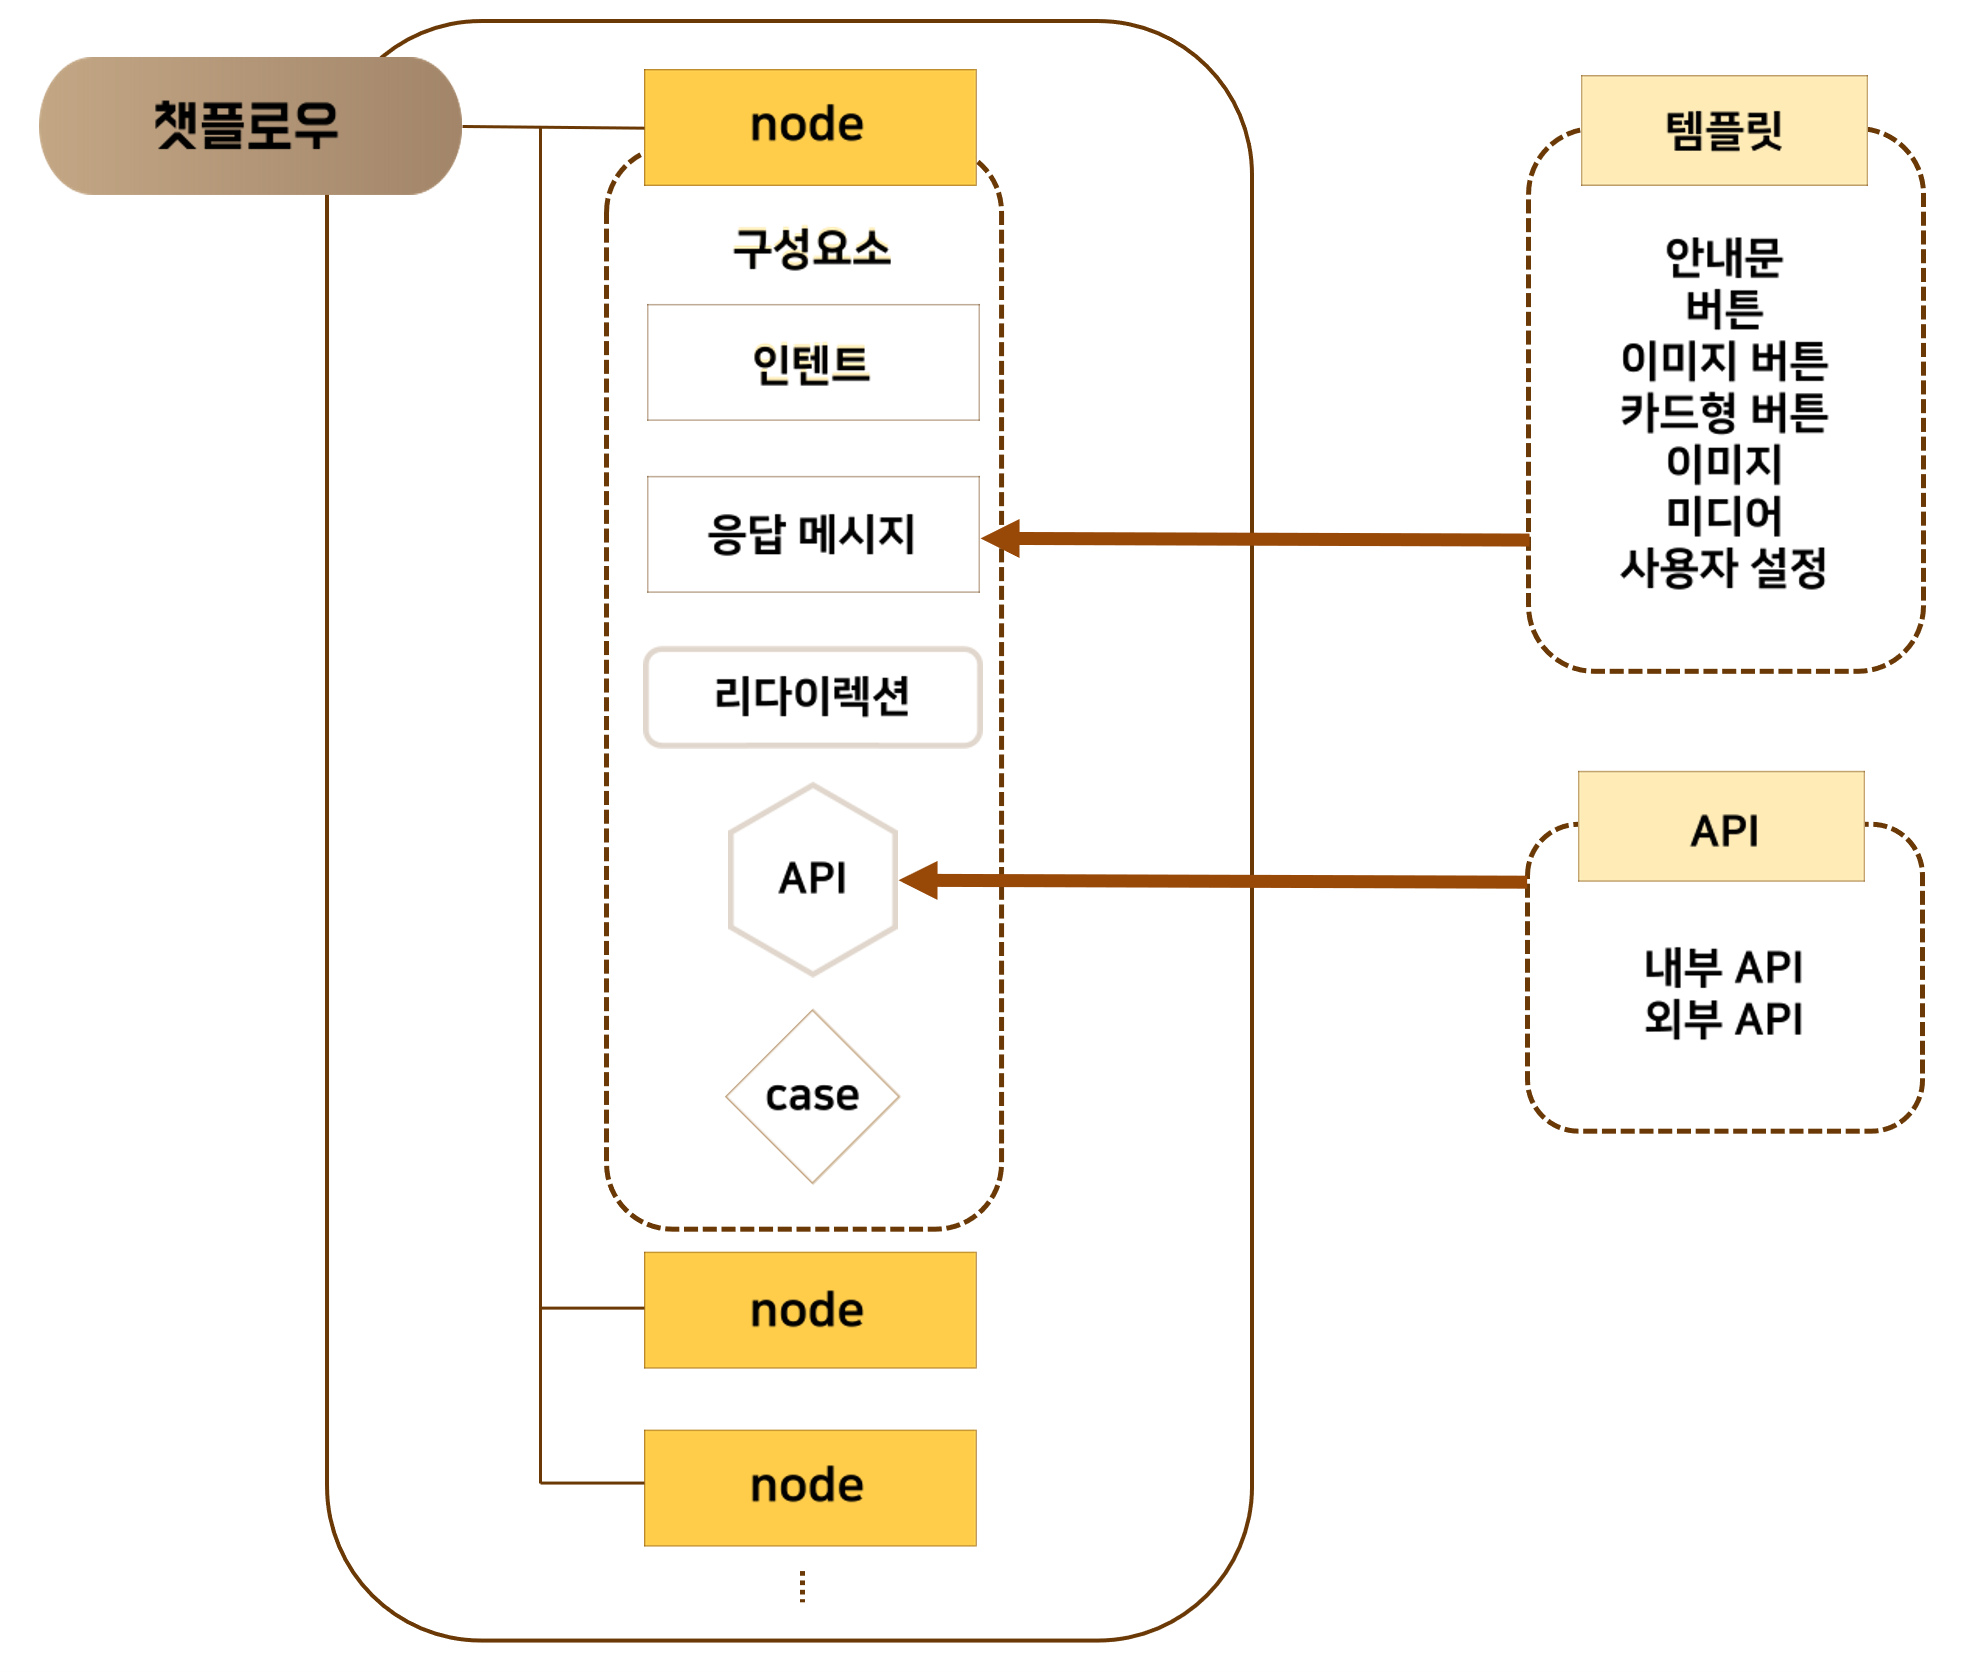 챗플로우
node
구성요소
인텐트
응답 메시지
리다이렉션
API
case
node
node
템플릿
안내문
버튼
이미지 버튼
카드형 버튼
이미지
미디어
사용자 설정
API
내부 API
외부 API